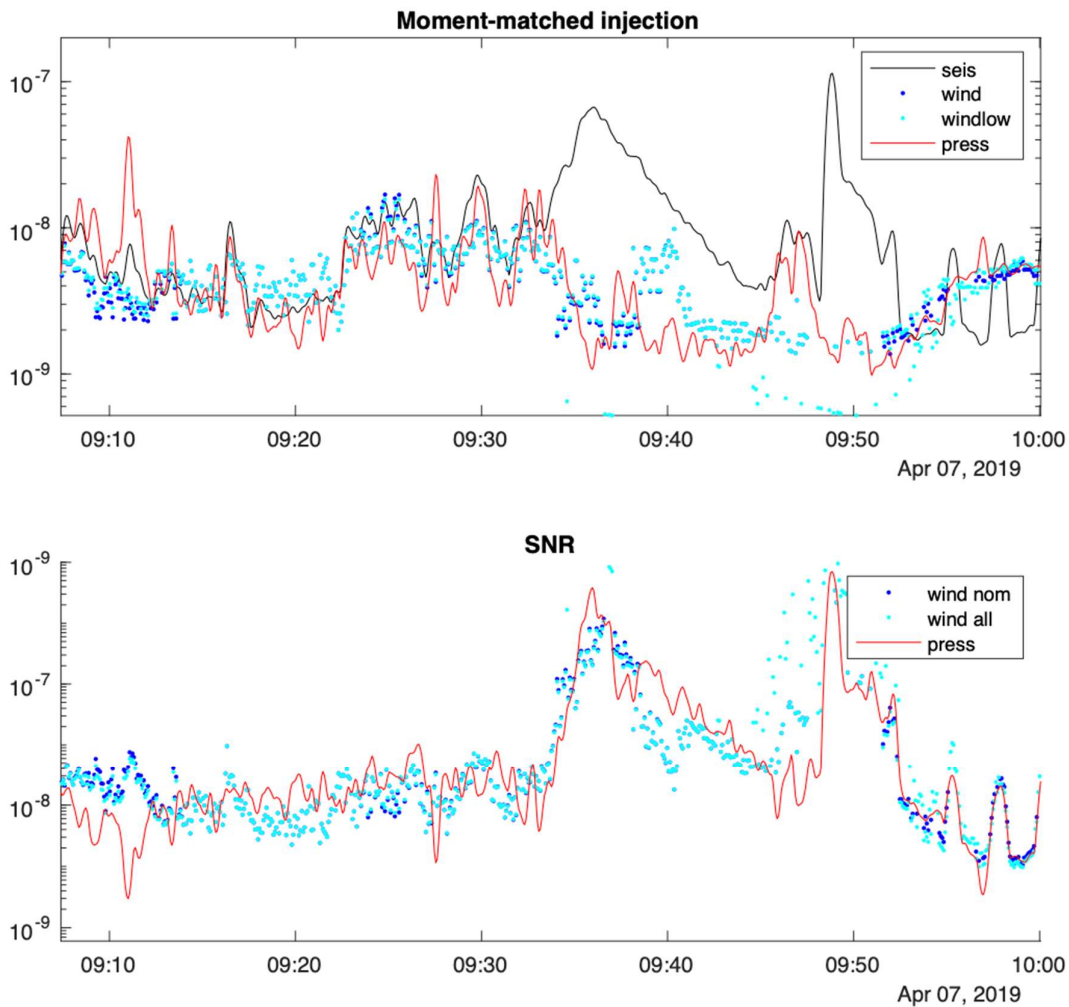 Moment-matched injection
10-7
seis
wind
windlow
press
10-8
10-9
09:10 09:20 09:30 09:40 09:50 10:00
Apr 07, 2019
SNR
10-9
wind nom
wind all
press
10-7
10-8
10-9
09:10 09:20 09:30 09:40 09:50 10:00
Apr 07, 2019